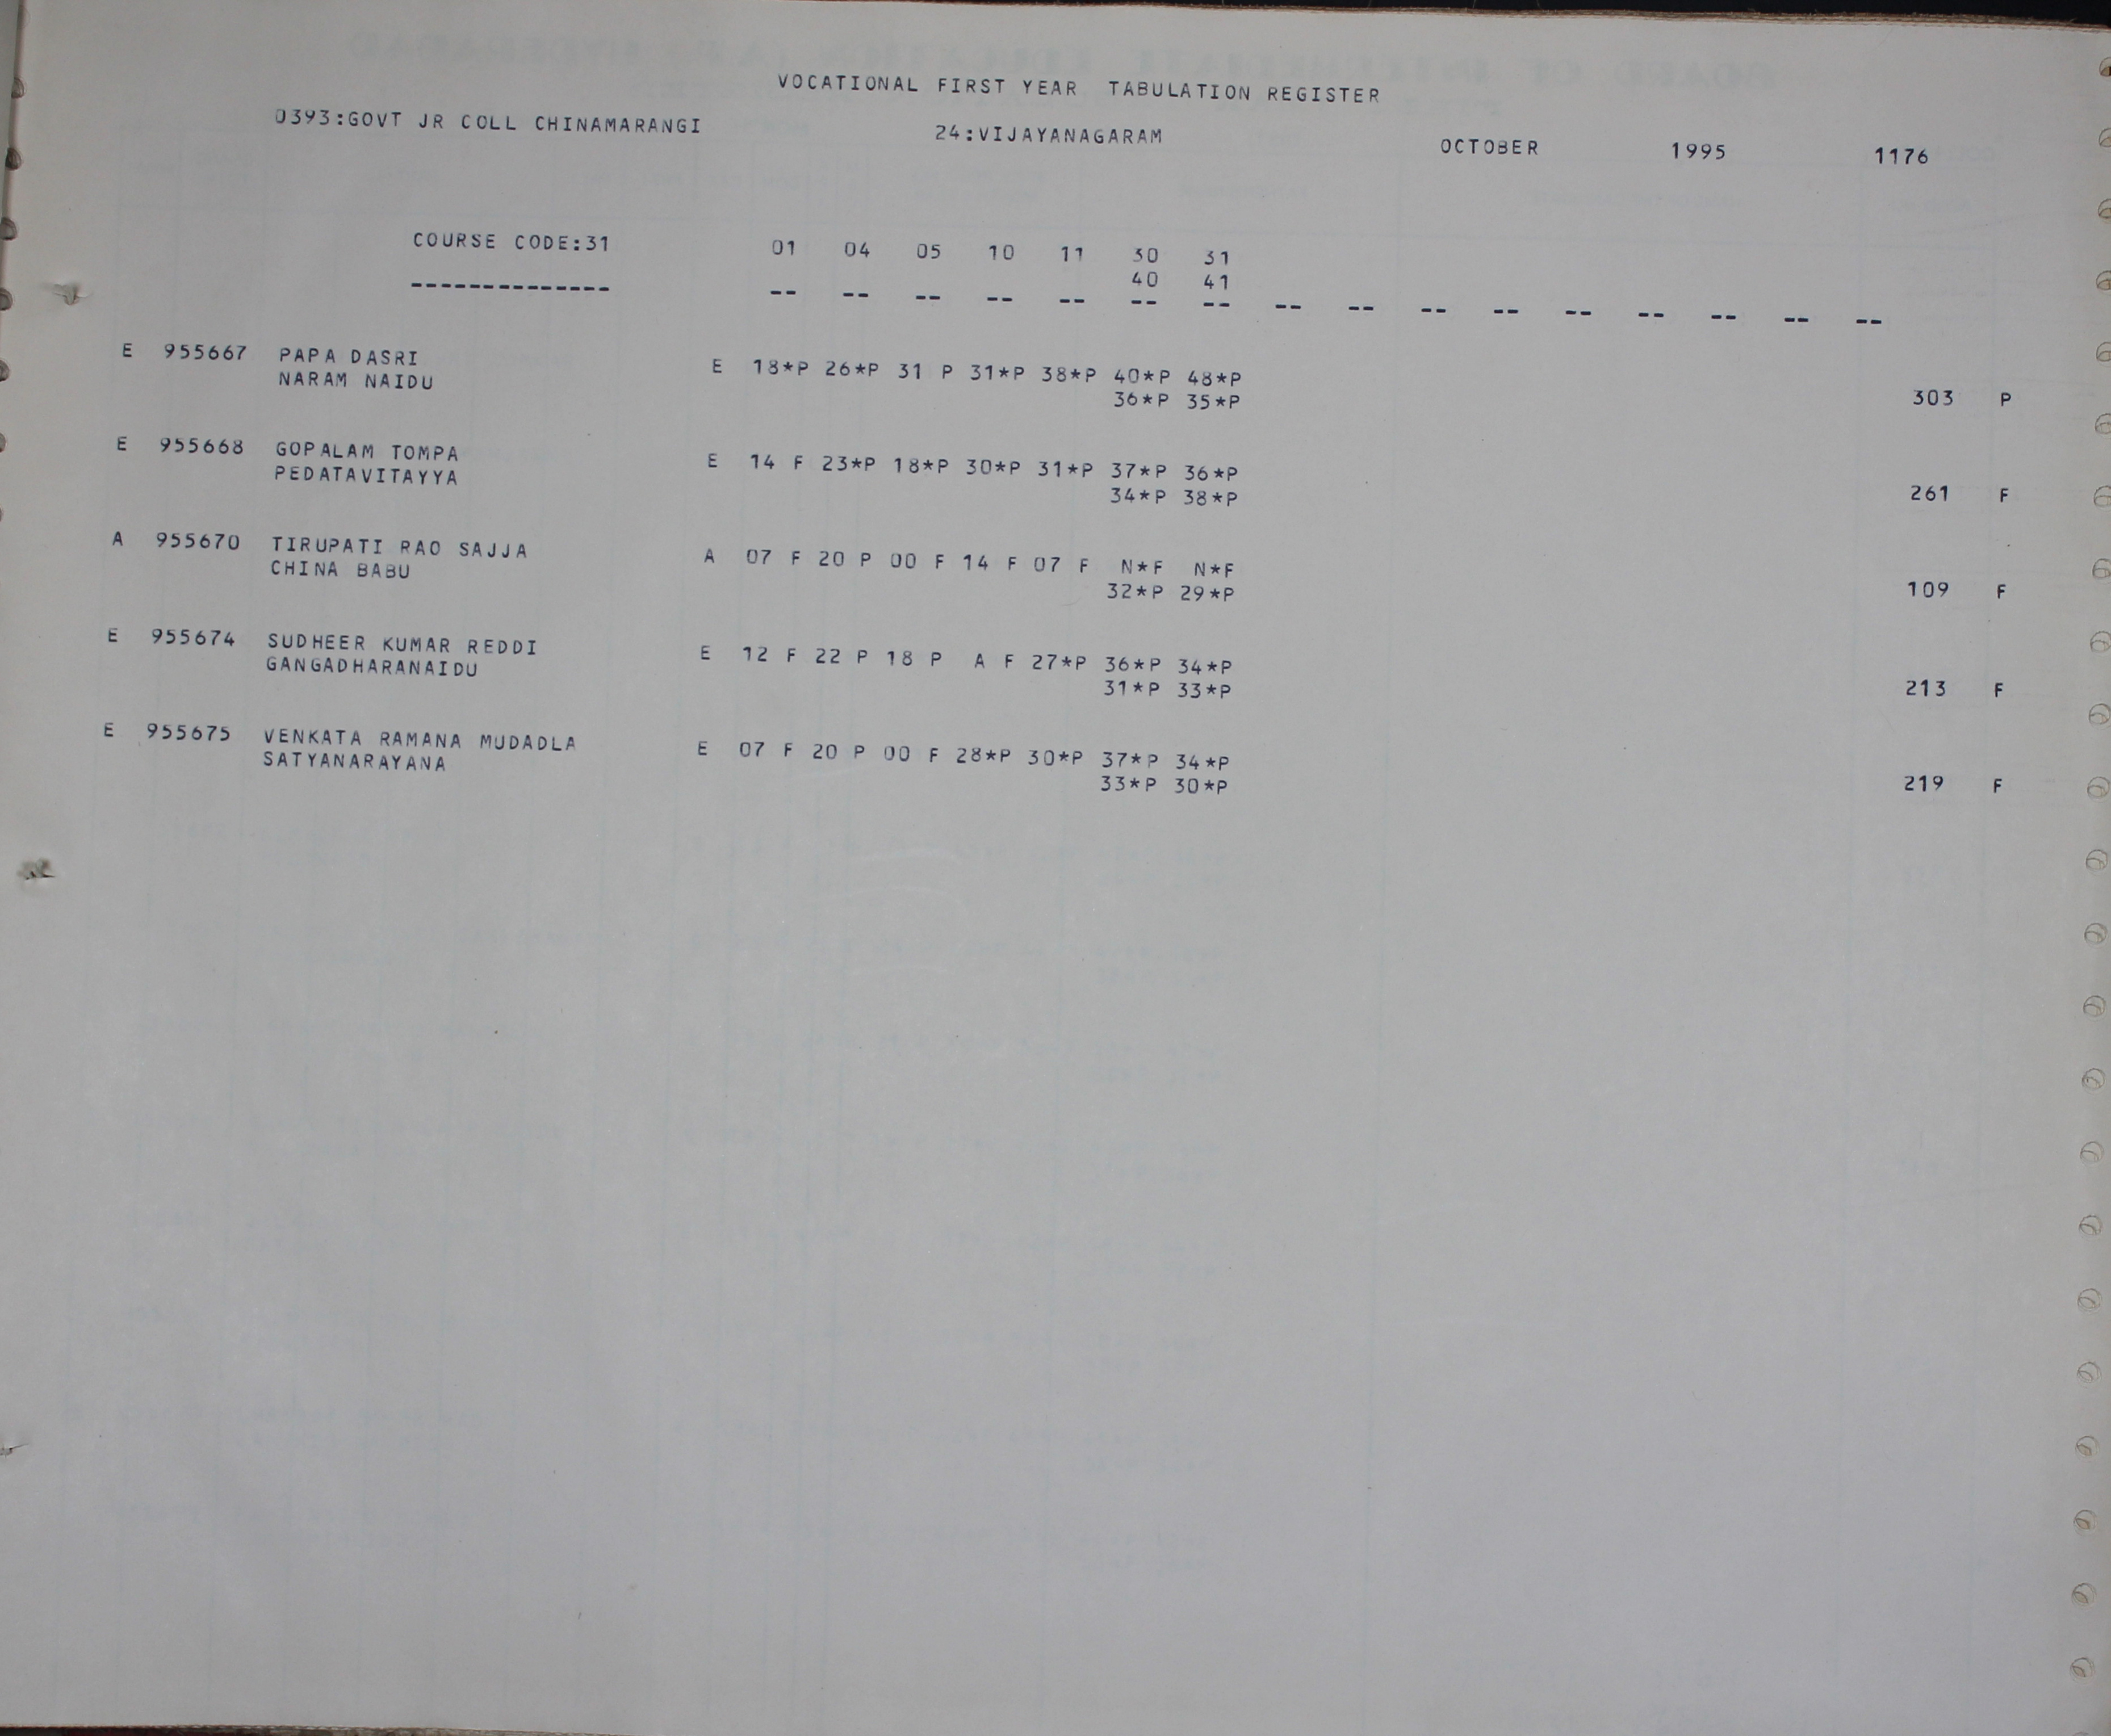 VOCATIONAL FIRST YEAR TABULATION REGISTER
0393:GOVT JR COLL CHINAMARANGI 24:VIJAYANAGARAM OCTOBER 1995 1176
COURSE CODE:31 01 04 05 10 11 30 31
40 41
-------------- -- -- -- -- -- -- -- -- -- -- -- -- -- -- -- --
E 955667 PAPA DASRI E 18*P 26*P 31 P 31*P 38*P 40*P 48*P
NARAM NAIDU 36*P 35*P 303 P
E 955668 GOPALAM TOMPA E 14 F 23*P 18*P 30*P 31*P 37*P 36*P
PEDATAVITAYYA 34*P 38*P 261 F
A 955670 TIRUPATI RAO SAJJA A 07 F 20 P 00 F 14 F 07 F N*F N*F
CHINA BABU 32*P 29*P 109 F
E 955674 SUDHEER KUMAR REDDI E 12 F 22 P 18 P A F 27*P 36*P 34*P
GANGADHARANAIDU 31*P 33*P 213 F
E 955675 VENKATA RAMANA MUDADLA E 07 F 20 P 00 F 28*P 30*P 37*P 34*P
SATYANARAYANA 33*P 30*P 219 F